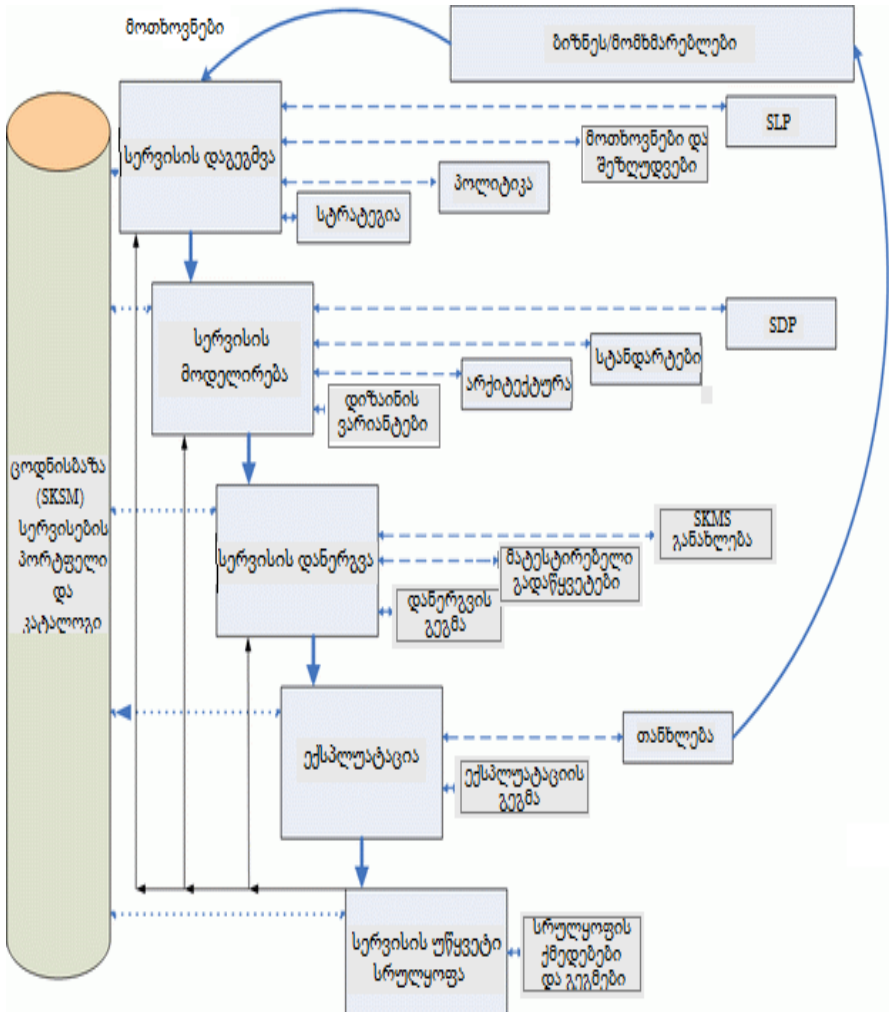 მოთხოვნები
ბიზნეს/მომხმარებლები
სერვისის დაგეგმვა
SLP
მოთხოვნები და
შეზღუდვები
პოლიტიკა
სტრატეგია
სერვისის
მოდელირება
SDP
სტანდარტები
არქიტექტურა
დიზაინის
ვარიანტები
ცოდნისბაზა
(SKSM)
სერვისების
პორტფელი
და
კატალოგი
სერვისის დანერგვა
SKMS
განახლება
მატესტირებელი
გადაწყვეტები
დანერგვის
გეგმა
ექსპლუატაცია
თანხლება
ექსპლუატაციის
გეგმა
სერვისის უწყვეტი
სრულყოფა
სრულყოფის
ქმედებები
და გეგმები